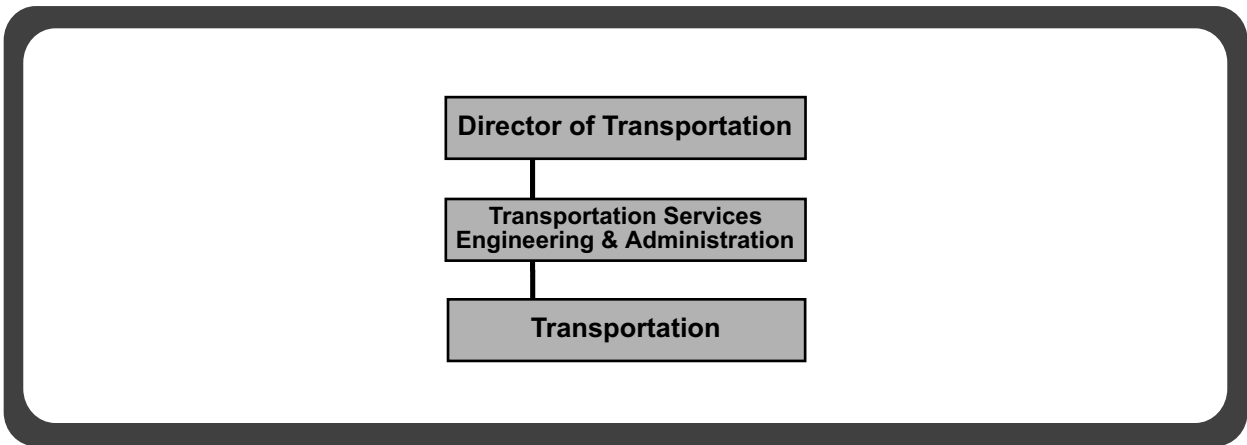 Director of Transportation
Transportation Services
Engineering & Administration
Transportation